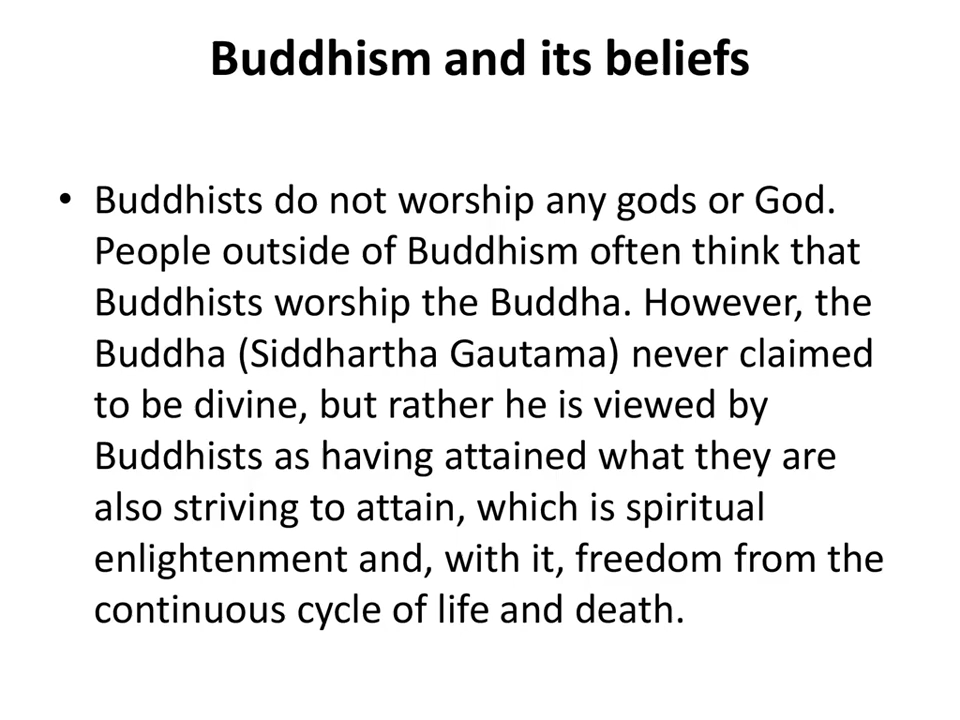 Buddhism and its beliefs
• Buddhists do not worship any gods or God.
People outside of Buddhism often think that
Buddhists worship the Buddha. However, the
Buddha (Siddhartha Gautama) never claimed
to be divine, but rather he is viewed by
Buddhists as having attained what they are
also striving to attain, which is spiritual
enlightenment and, with it, freedom from the
continuous cycle of life and death.